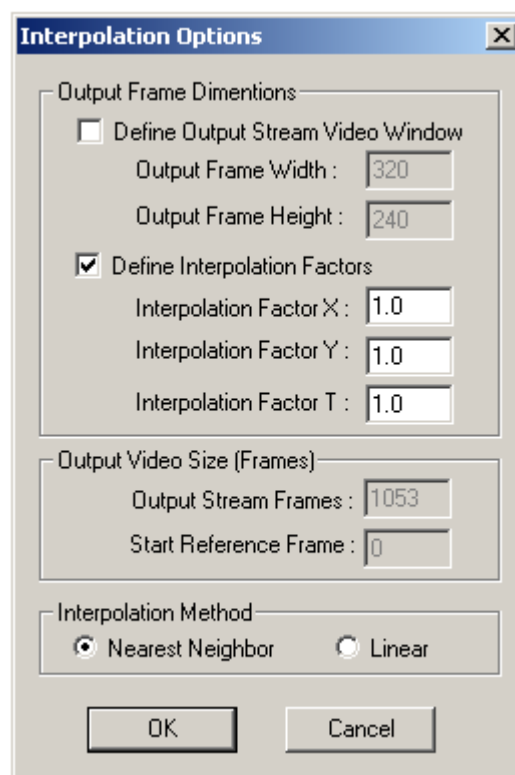 Interpolation Options
Output Frame Dimentions
Define Output Stream Video Window
Output Frame Width : 320
Output Frame Height : 240
Define Interpolation Factors
Interpolation Factor X : 1.0
Interpolation Factor Y : 1.0
Interpolation Factor T : 1.0
Output Video Size (Frames)
Output Stream Frames : 1053
Start Reference Frame : 0
Interpolation Method
Nearest Neighbor Linear
OK Cancel